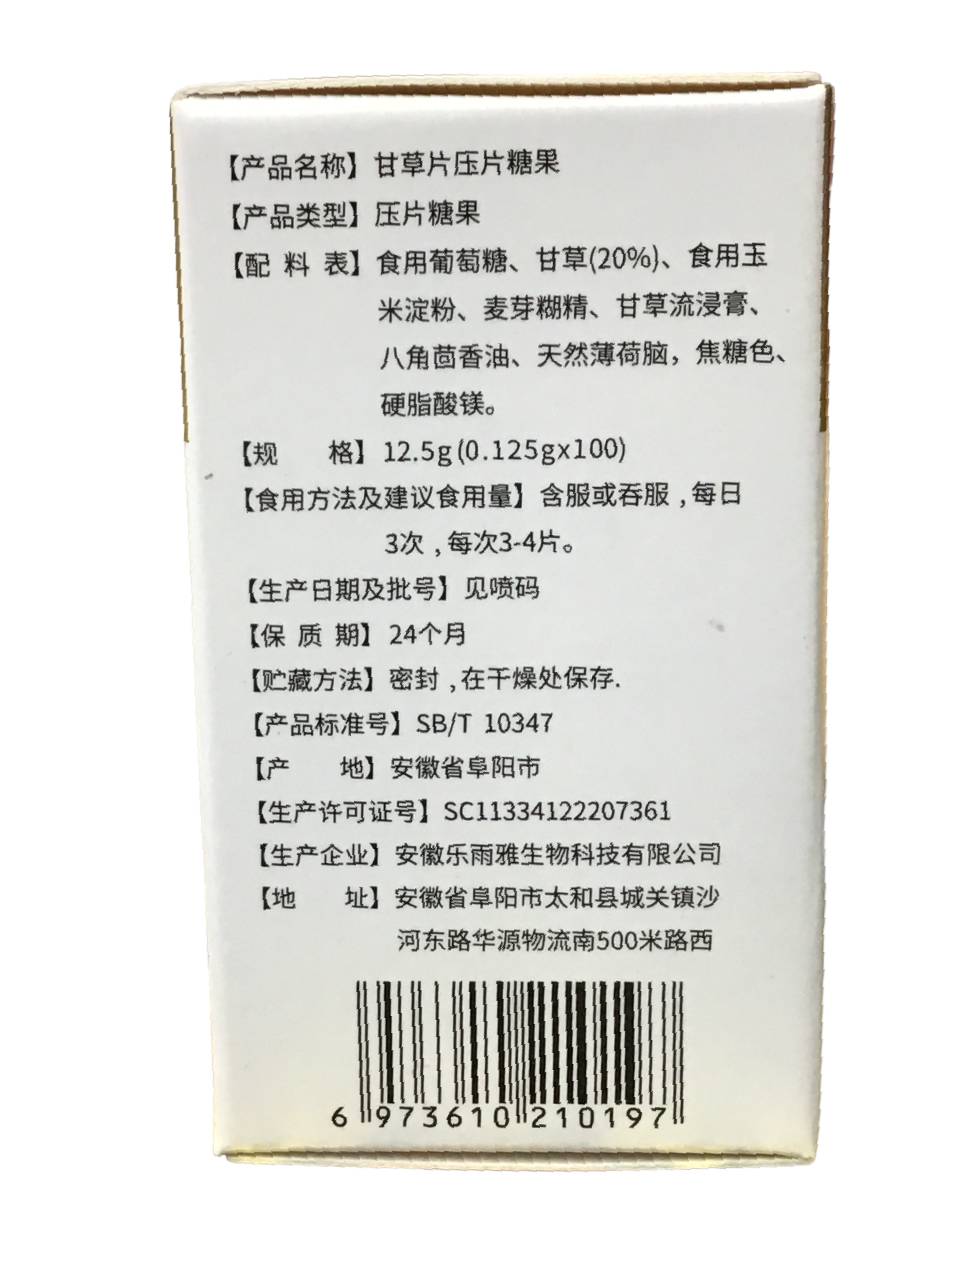 【产品名称】甘草片压片糖果
【产品类型】压片糖果
【配 料 表】食用葡萄糖、甘草(20%)、食用玉
米淀粉、麦芽糊精、甘草流浸膏、
八角茴香油、天然薄荷脑，焦糖色、
硬脂酸镁。
【规 格】12.5g(0.125gx100)
【食用方法及建议食用量】含服或吞服,每日
3次,每次3-4片。
【生产日期及批号】见喷码
【保 质 期】24个月
【贮藏方法】密封,在干燥处保存.
【产品标准号】SB/T 10347
【产 地】安徽省阜阳市
【生产许可证号】SC11334122207361
【生产企业】安徽乐雨雅生物科技有限公司
【地 址】安徽省阜阳市太和县城关镇沙
河东路华源物流南500米路西
6 973610 210197